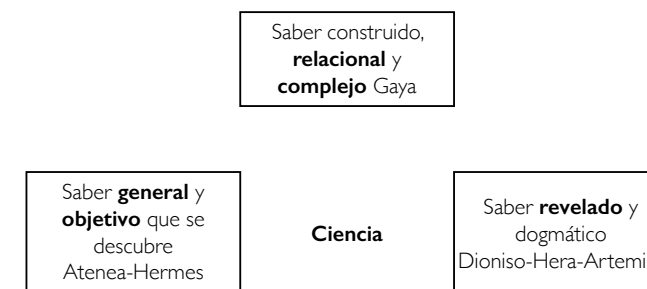 Saber construido,
relacional y
complejo Gaya
Saber general y
objetivo que se
descubre
Atenea-Hermes
Ciencia
Saber revelado y
dogmático
Dioniso-Hera-Artemi